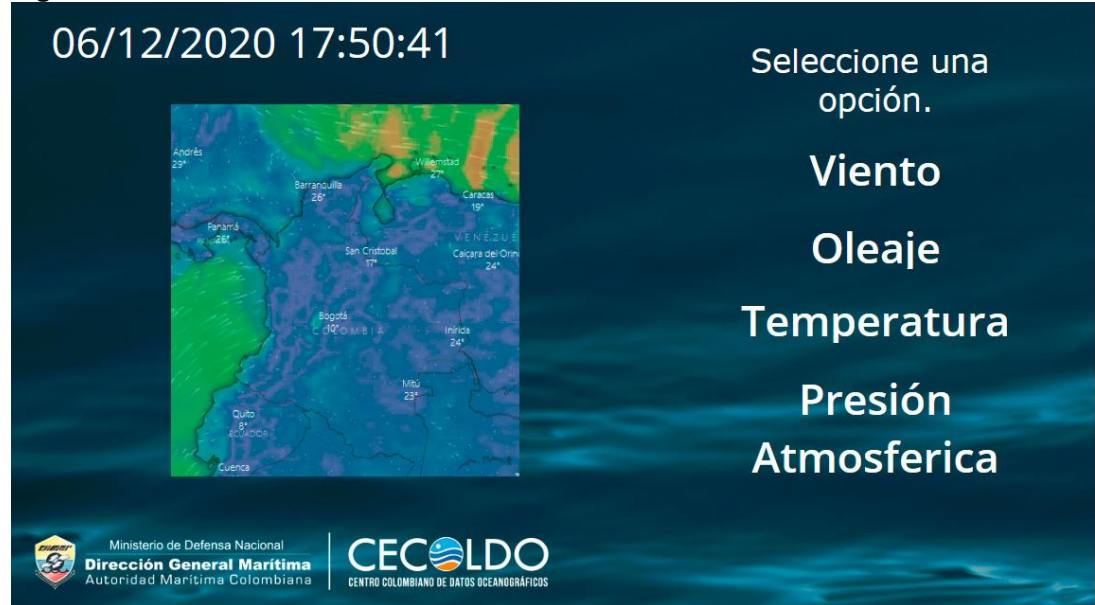 06/12/2020 17:50:41
Seleccione una
opción.
Viento
Oleaje
Temperatura
Presión
Atmosferica
Andrés
29°
Willemstad
27°
Barranquilla
26°
Caracas
19°
Panamá
26°
VENEZUE
San Cristobal
17°
Caicara del Orin
24°
Bogotá
10°
COLOMBIA
Inírida
24°
Mitú
23°
Quito
8°
ECUADOR
Cuenca
Ministerio de Defensa Nacional
Dirección General Marítima
Autoridad Marítima Colombiana
CECOLDO
CENTRO COLOMBIANO DE DATOS OCEANOGRÁFICOS